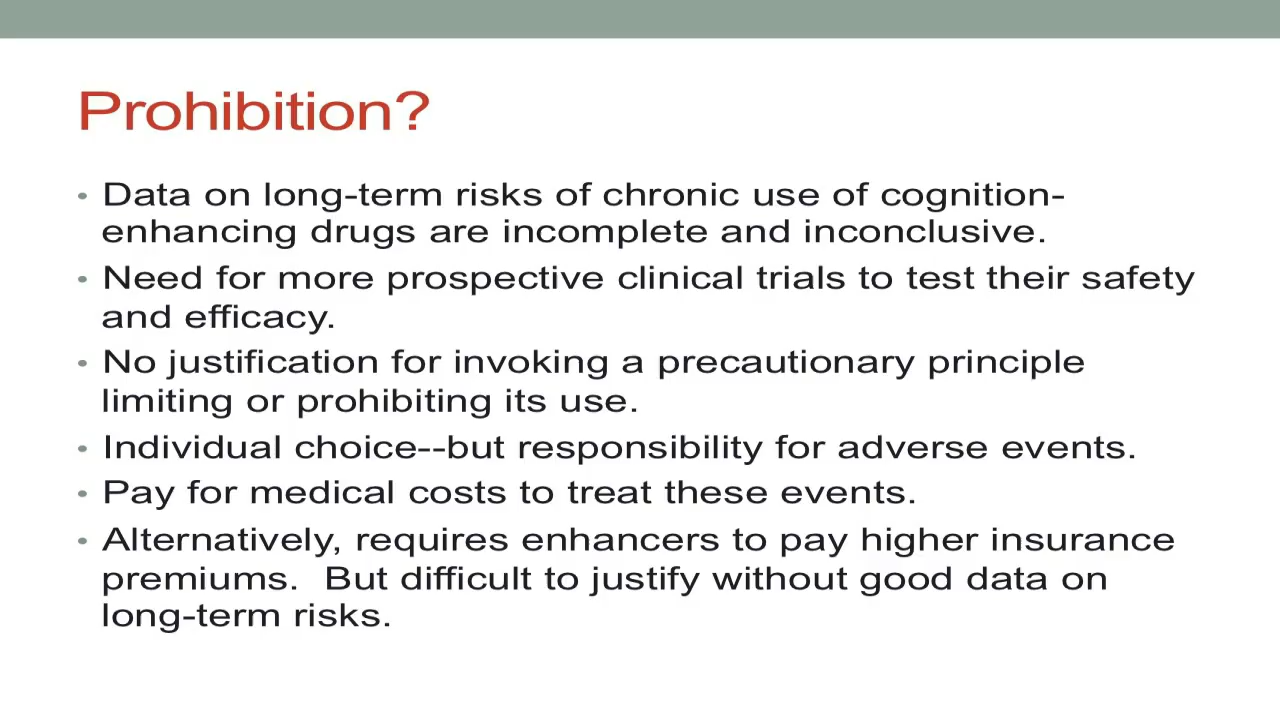 Prohibition?
• Data on long-term risks of chronic use of cognition-
enhancing drugs are incomplete and inconclusive.
• Need for more prospective clinical trials to test their safety
and efficacy.
• No justification for invoking a precautionary principle
limiting or prohibiting its use.
• Individual choice--but responsibility for adverse events.
• Pay for medical costs to treat these events.
• Alternatively, requires enhancers to pay higher insurance
premiums.  But difficult to justify without good data on
long-term risks.